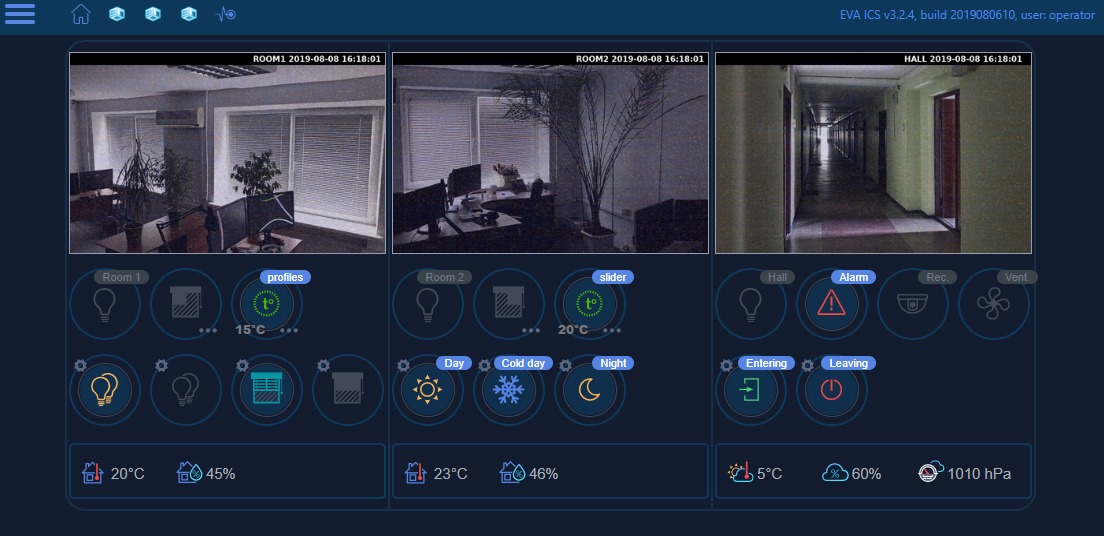 EVA ICS v3.2.4, build 2019080610, user: operator
ROOM1 2019-08-08 16:18:01
ROOM2 2019-08-08 16:18:01
HALL 2019-08-08 16:18:01
Room 1
profiles
t°
15°C
Room 2
slider
t°
20°C
Hall
Alarm
Rec.
Vent.
Day
Cold day
Night
Entering
Leaving
20°C
%
45%
23°C
%
46%
5°C
%
60%
1010 hPa